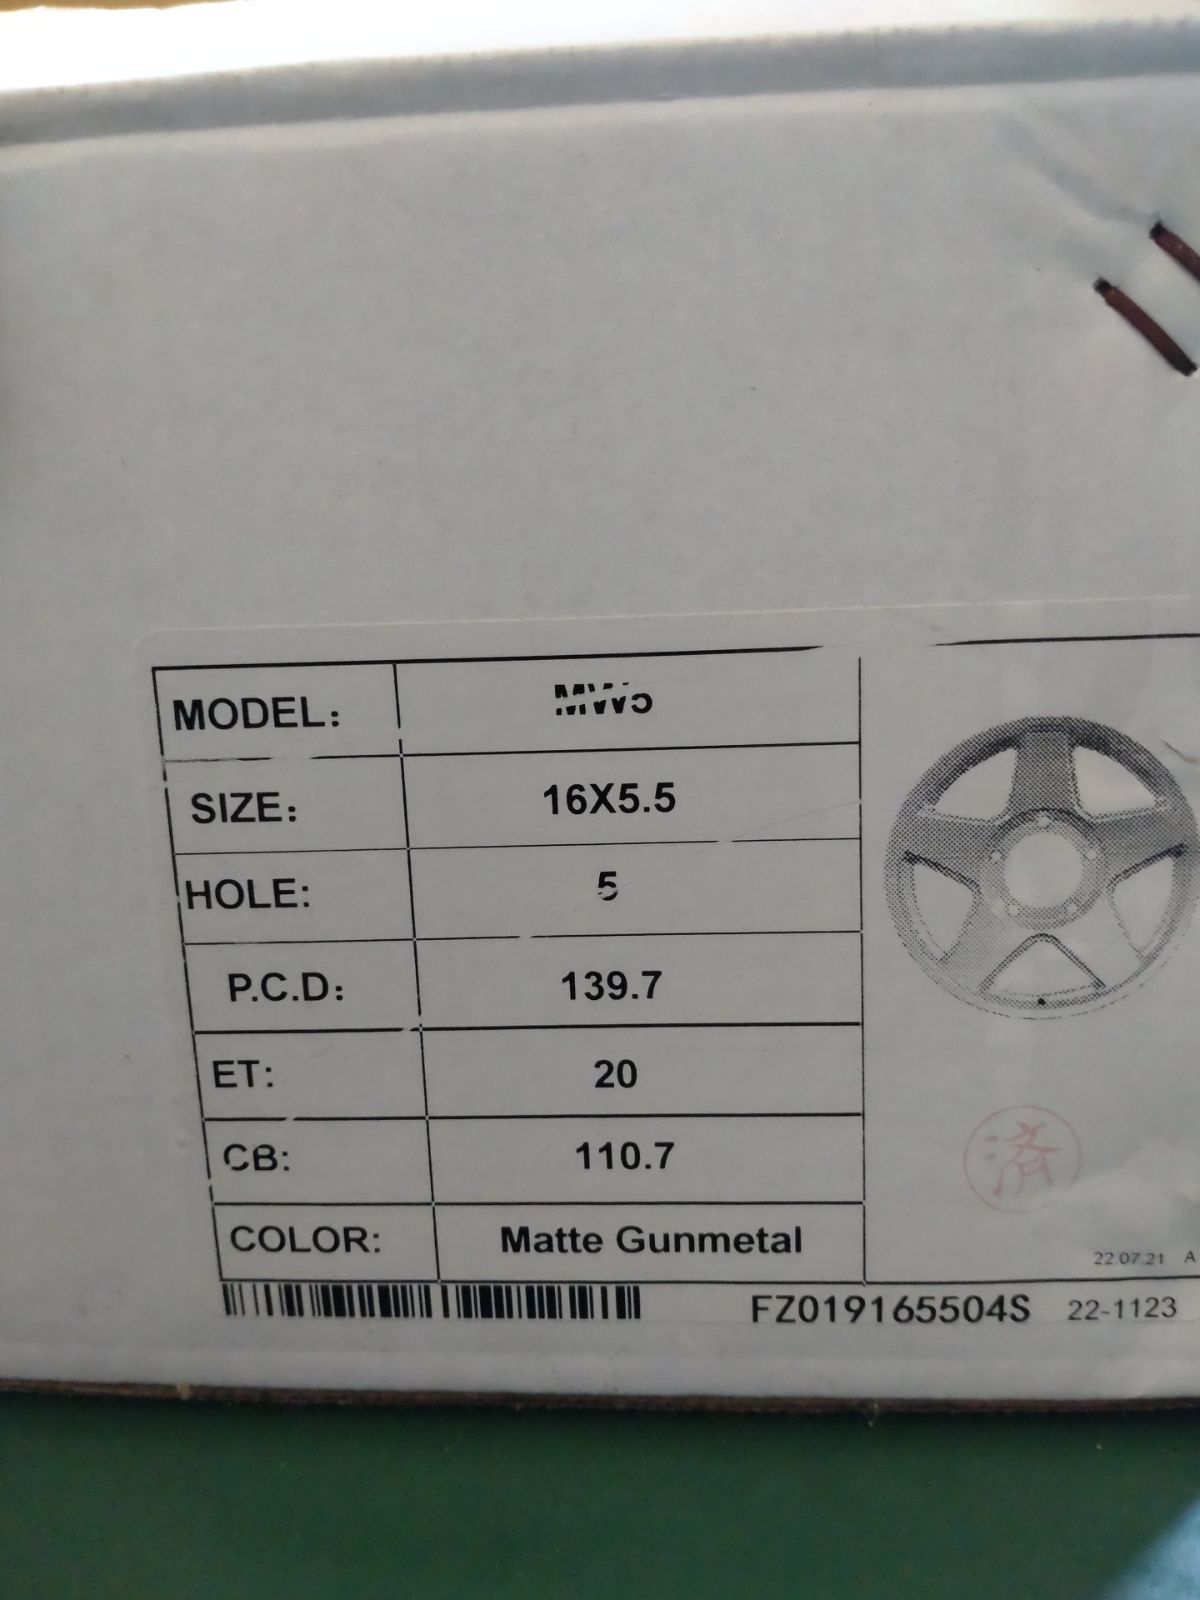 MODEL: MW5
SIZE: 16X5.5
HOLE: 5
P.C.D: 139.7
ET: 20
CB: 110.7
COLOR: Matte Gunmetal
済
22.07.21 A
FZ019165504S 22-1123